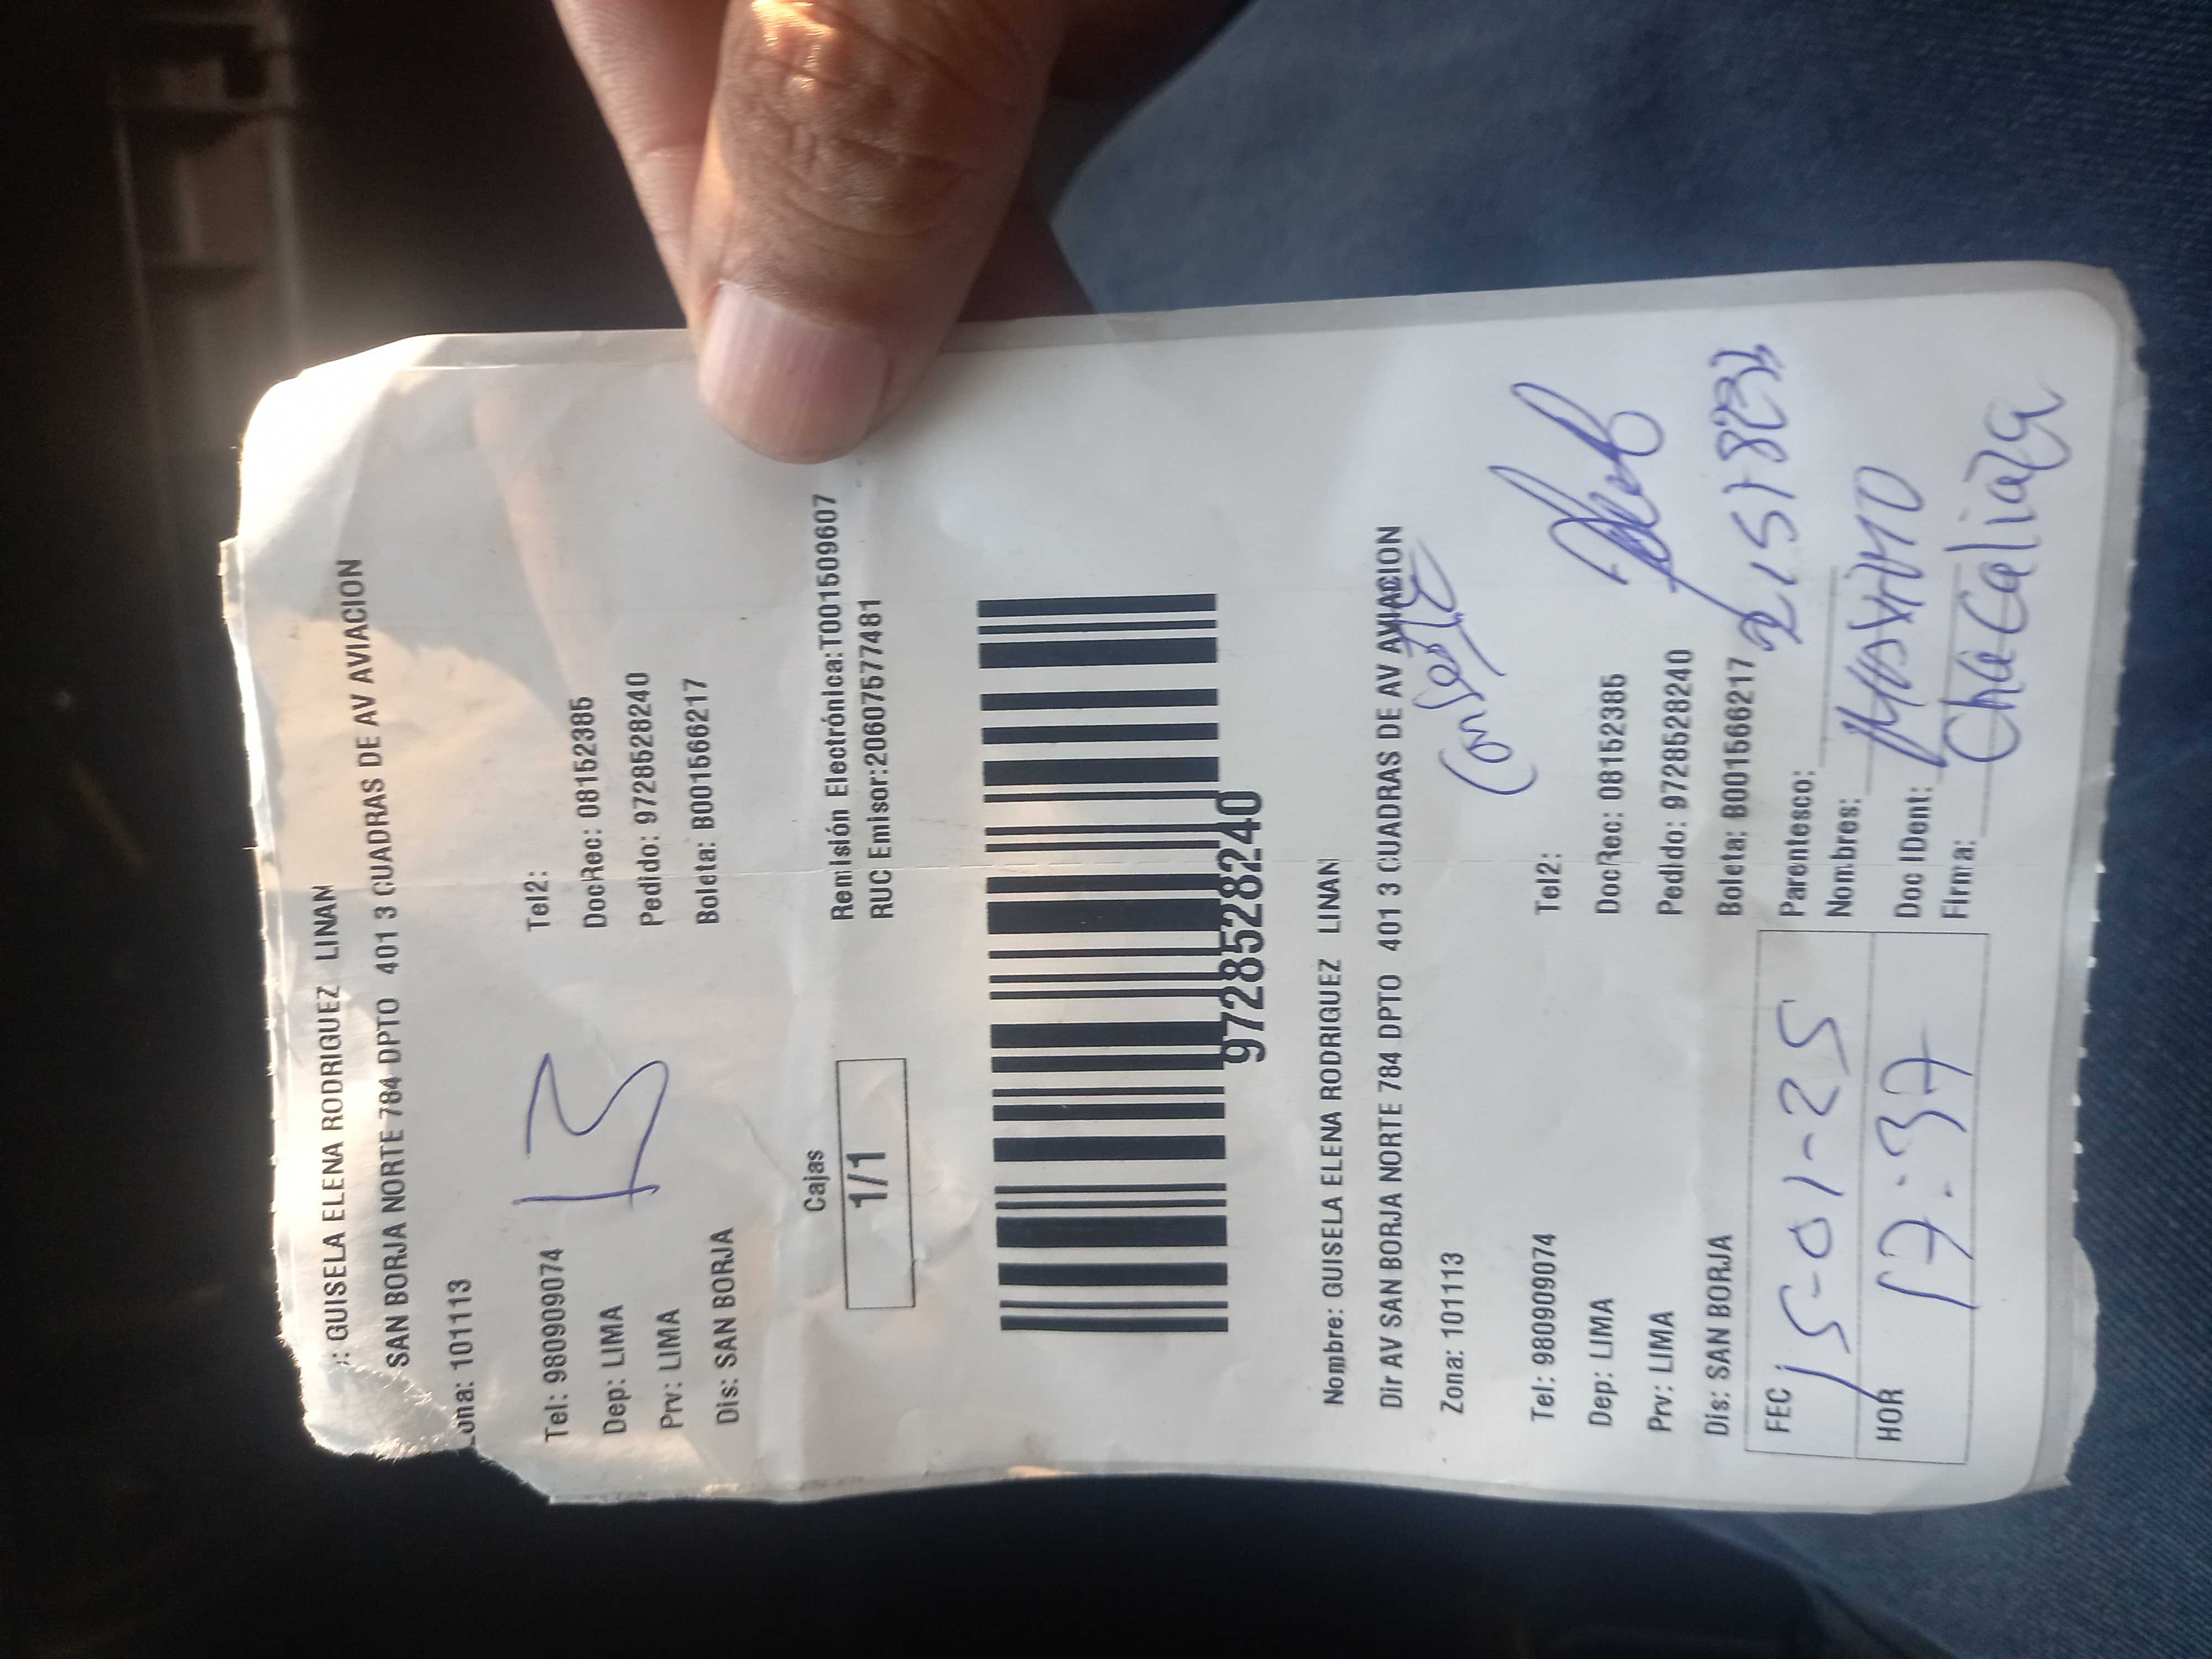 : GUISELA ELENA RODRIGUEZ LINAM
SAN BORJA NORTE 784 DPTO 401 3 CUADRAS DE AV AVIACION
ona: 101113
Tel: 980909074 Tel2:
Dep: LIMA DocRec: 08152385
Prv: LIMA Pedido: 9728528240
Dis: SAN BORJA Boleta: B001566217
13
Cajas
1/1
Remisión Electrónica:T001509607
RUC Emisor:20607577481
9728528240
Nombre: GUISELA ELENA RODRIGUEZ LINAN
Dir AV SAN BORJA NORTE 784 DPTO 401 3 CUADRAS DE AV AVIACION
Zona: 101113
Tel: 980909074 Tel2:
Dep: LIMA DocRec: 08152385
Prv: LIMA Pedido: 9728528240
Dis: SAN BORJA Boleta: B001566217
FEC 15-01-25
HOR 17:37
Parentesco:
Nombres: MAXIMO
Doc IDent: Chacaliaza
Firma: